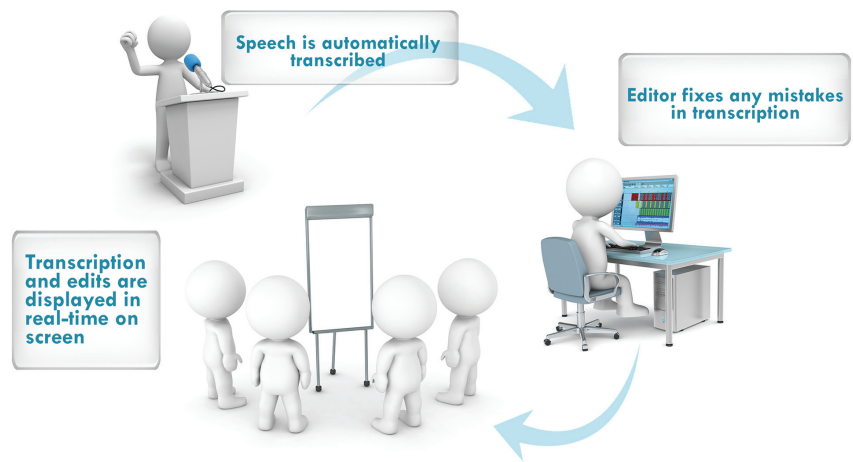 Speech is automatically
transcribed
Editor fixes any mistakes
in transcription
Transcription
and edits are
displayed in
real-time on
screen